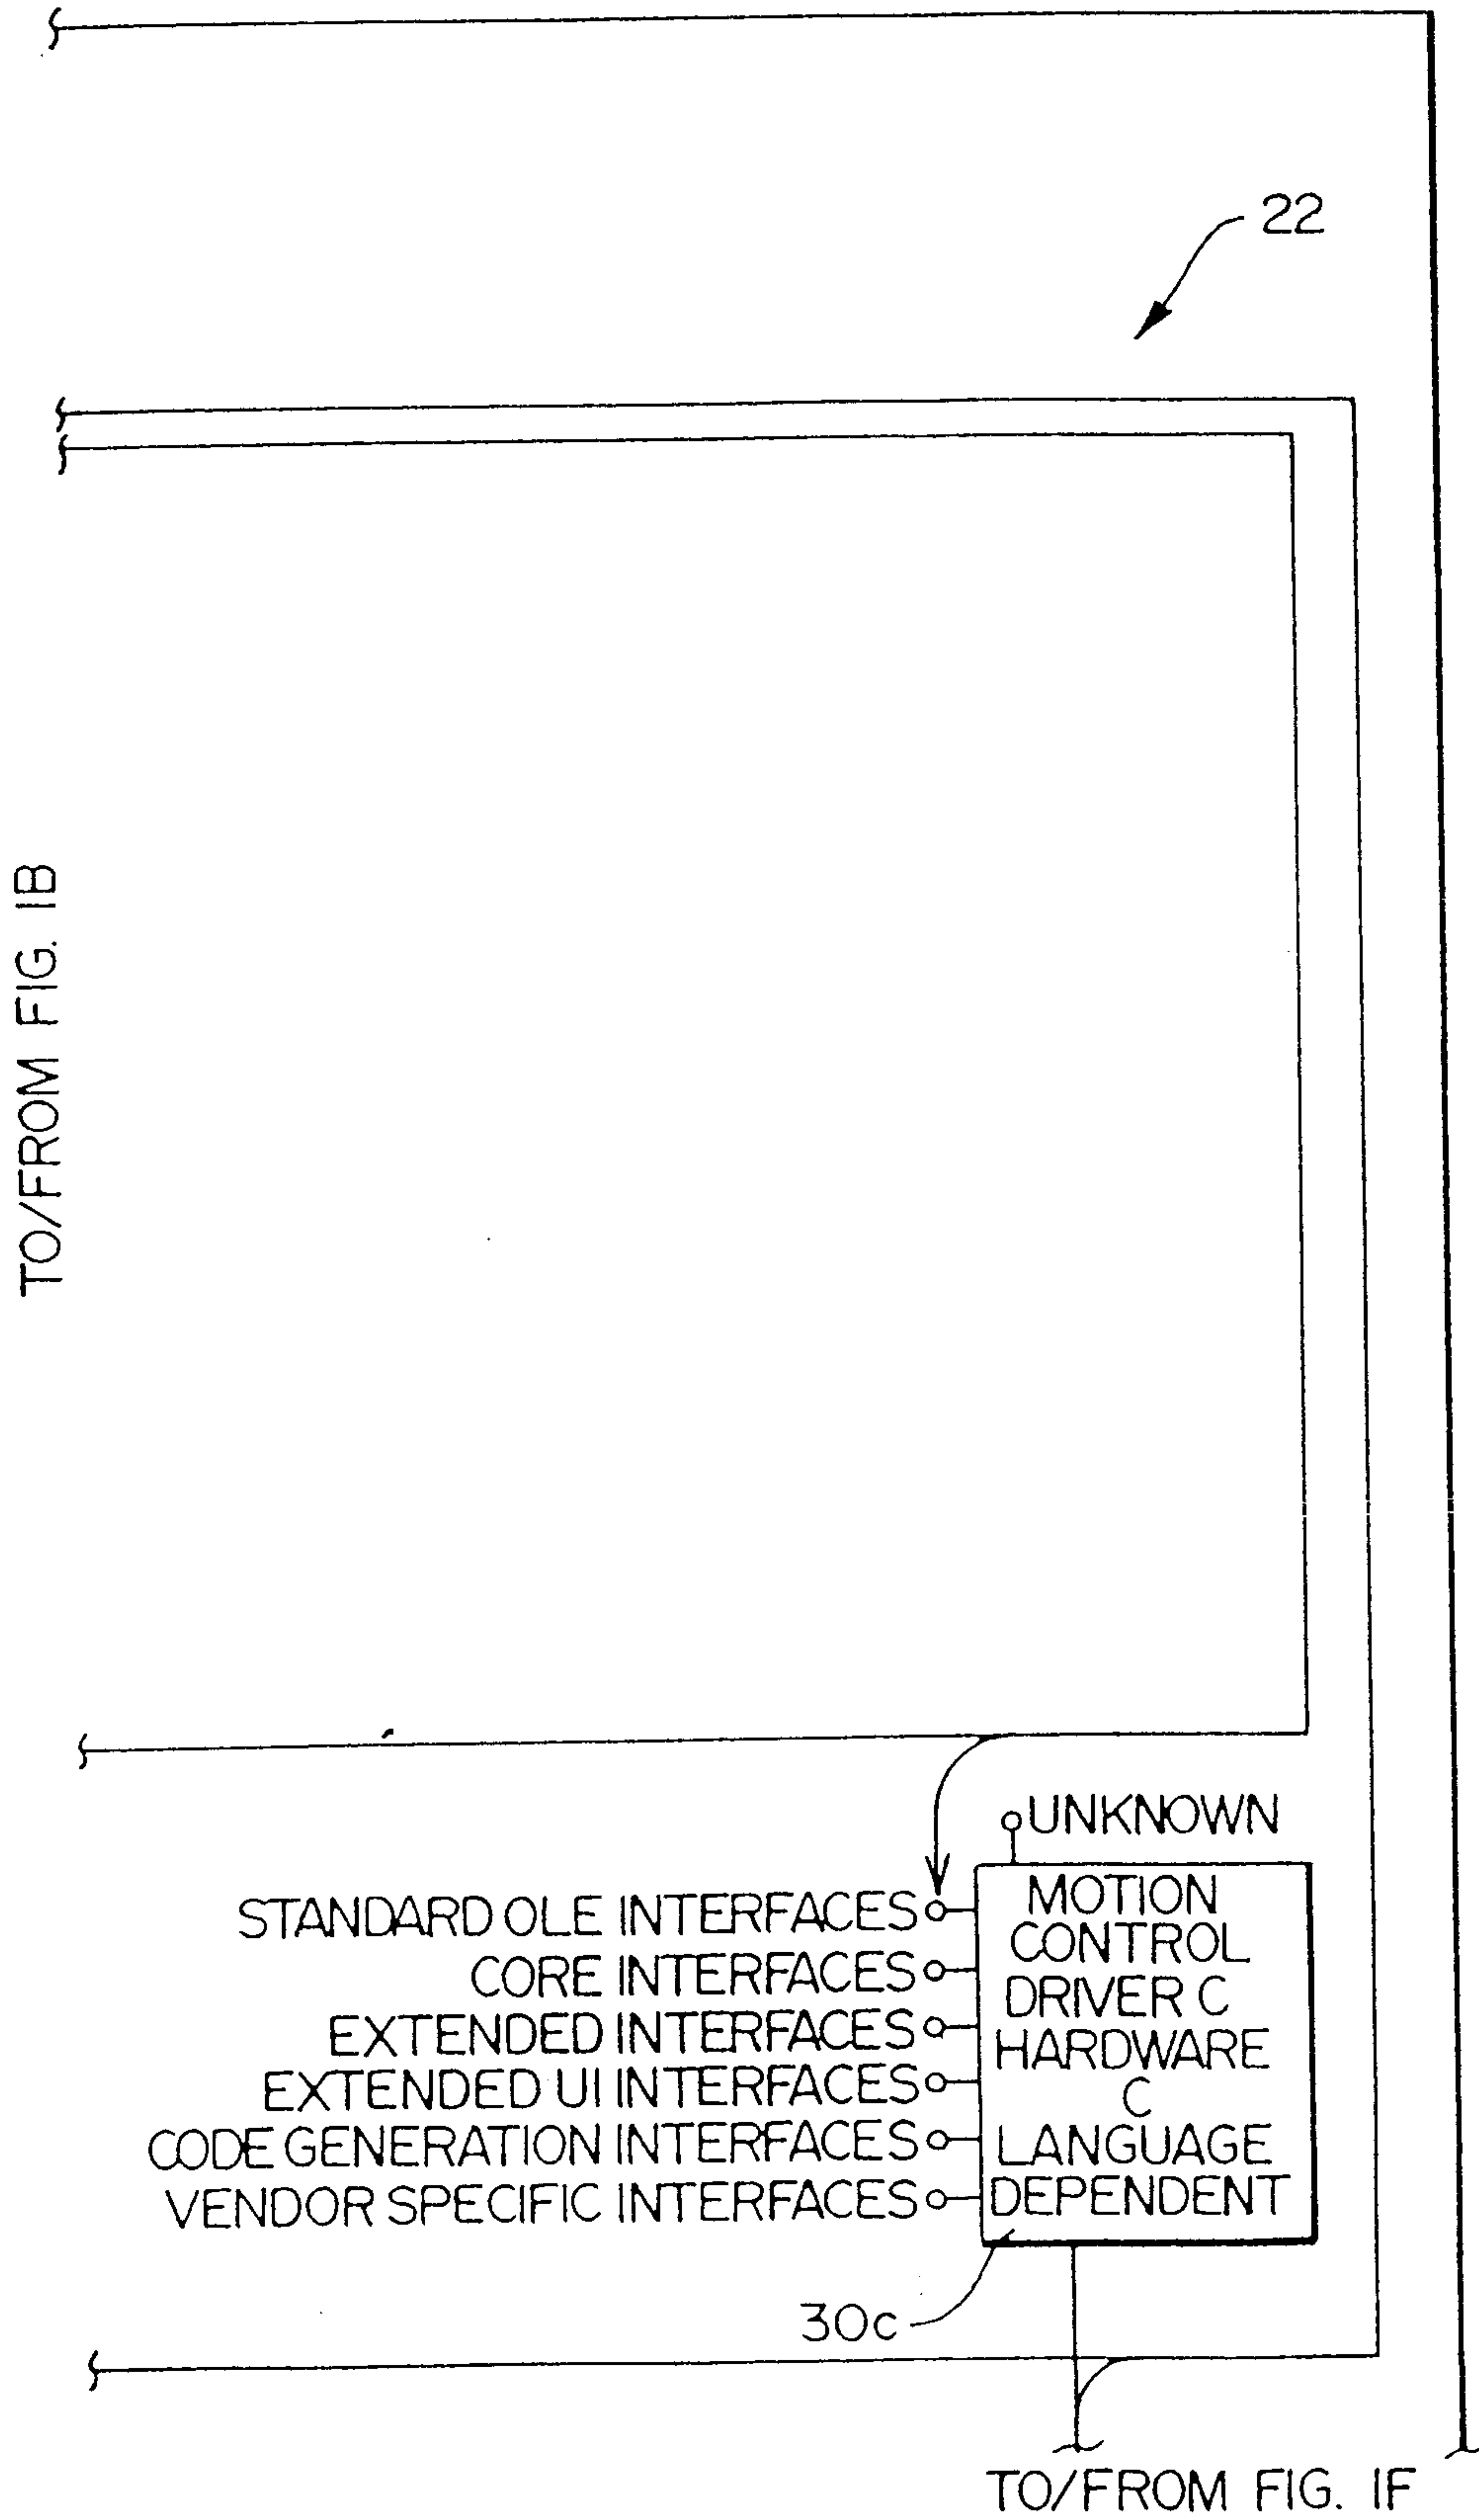 22
TO/FROM FIG. 1B
UNKNOWN
STANDARD OLE INTERFACES
CORE INTERFACES
EXTENDED INTERFACES
EXTENDED UI INTERFACES
CODE GENERATION INTERFACES
VENDOR SPECIFIC INTERFACES
MOTION
CONTROL
DRIVER C
HARDWARE
C
LANGUAGE
DEPENDENT
30c
TO/FROM FIG. 1F